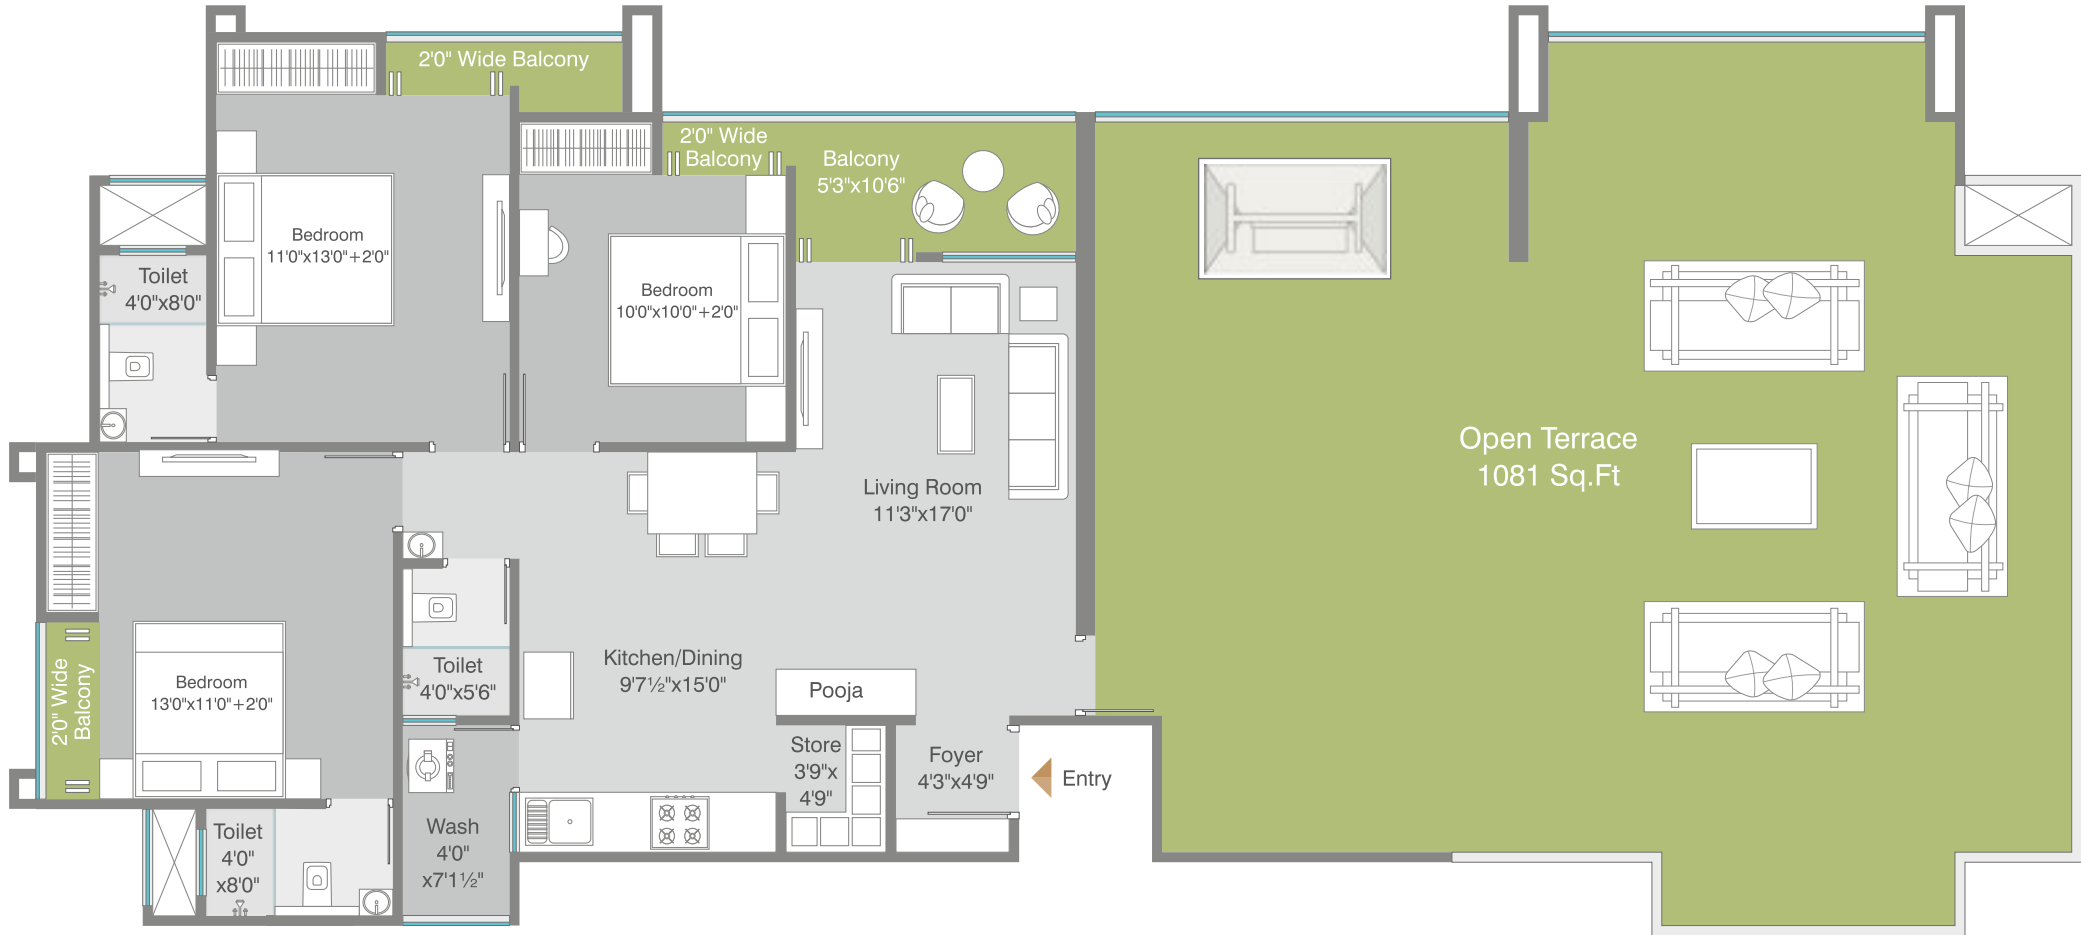 2'0" Wide Balcony
2'0" Wide
Balcony
Balcony
5'3"x10'6"
Bedroom
11'0"x13'0"+2'0"
Toilet
4'0"x8'0"
Bedroom
10'0"x10'0"+2'0"
Open Terrace
1081 Sq.Ft
Living Room
11'3"x17'0"
Kitchen/Dining
9'7½"x15'0"
Toilet
4'0"x5'6"
Pooja
2'0" Wide
Balcony
Bedroom
13'0"x11'0"+2'0"
Store
3'9"x
4'9"
Foyer
4'3"x4'9"
Entry
Toilet
4'0"
x8'0"
Wash
4'0"
x7'1½"